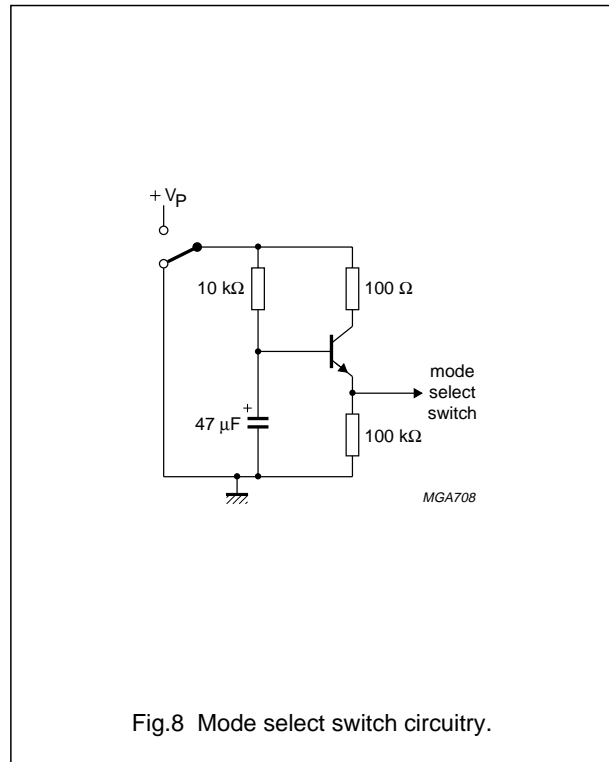 + VP
10 kΩ
100 Ω
mode
select
switch
+
47 μF
100 kΩ
MGA708
Fig.8 Mode select switch circuitry.